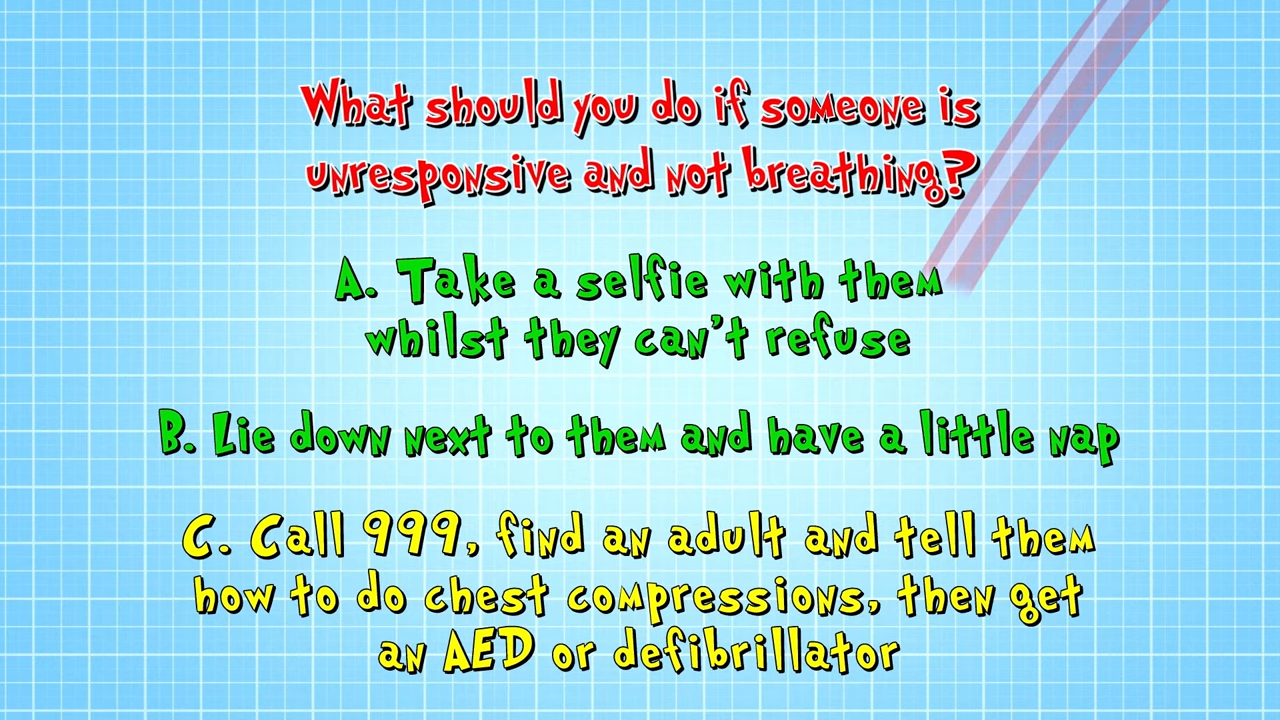 What should you do if someone is
unresponsive and not breathing?
A. Take a selfie with them
whilst they can't refuse
B. Lie down next to them and have a little nap
C. Call 999, find an adult and tell them
how to do chest compressions, then get
an AED or defibrillator